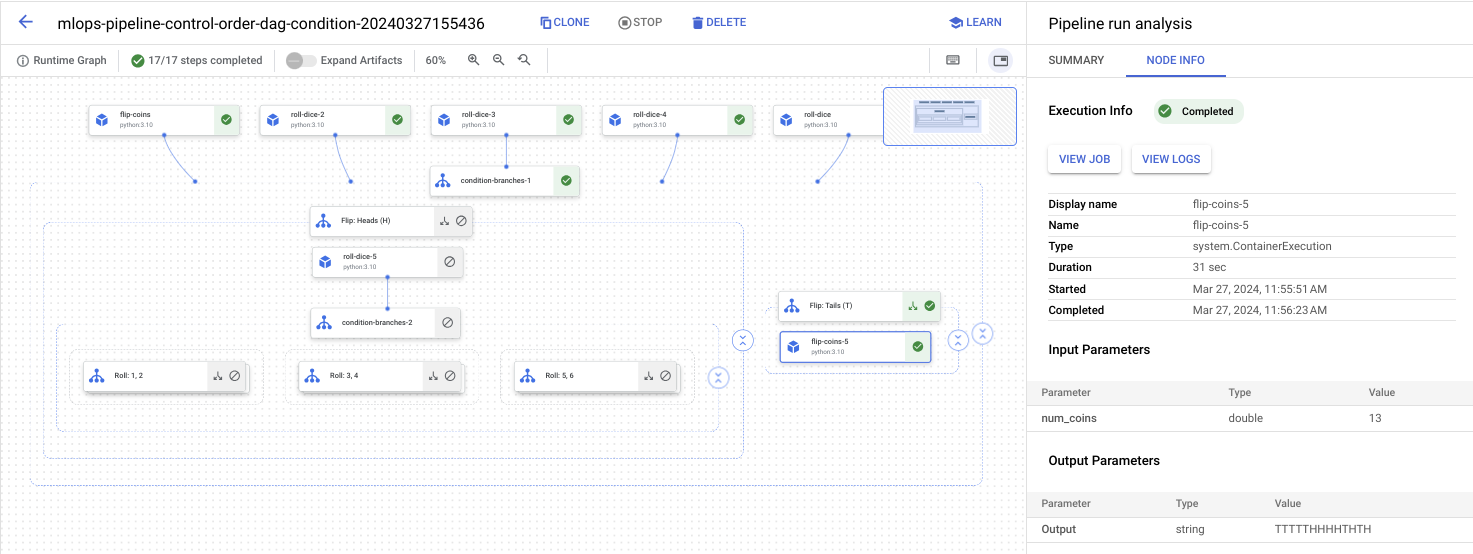 mlops-pipeline-control-order-dag-condition-20240327155436 CLONE STOP DELETE LEARN
Runtime Graph 17/17 steps completed Expand Artifacts 60%
flip-coins
python:3.10
roll-dice-2
python:3.10
roll-dice-3
python:3.10
roll-dice-4
python:3.10
roll-dice
python:3.10
condition-branches-1
Flip: Heads (H)
roll-dice-5
python:3.10
condition-branches-2
Roll: 1, 2
Roll: 3, 4
Roll: 5, 6
Flip: Tails (T)
flip-coins-5
python:3.10
Pipeline run analysis
SUMMARY NODE INFO
Execution Info Completed
VIEW JOB VIEW LOGS
Display name flip-coins-5
Name flip-coins-5
Type system.ContainerExecution
Duration 31 sec
Started Mar 27, 2024, 11:55:51 AM
Completed Mar 27, 2024, 11:56:23 AM
Input Parameters
Parameter Type Value
num_coins double 13
Output Parameters
Parameter Type Value
Output string TTTTTHHHHTHTH